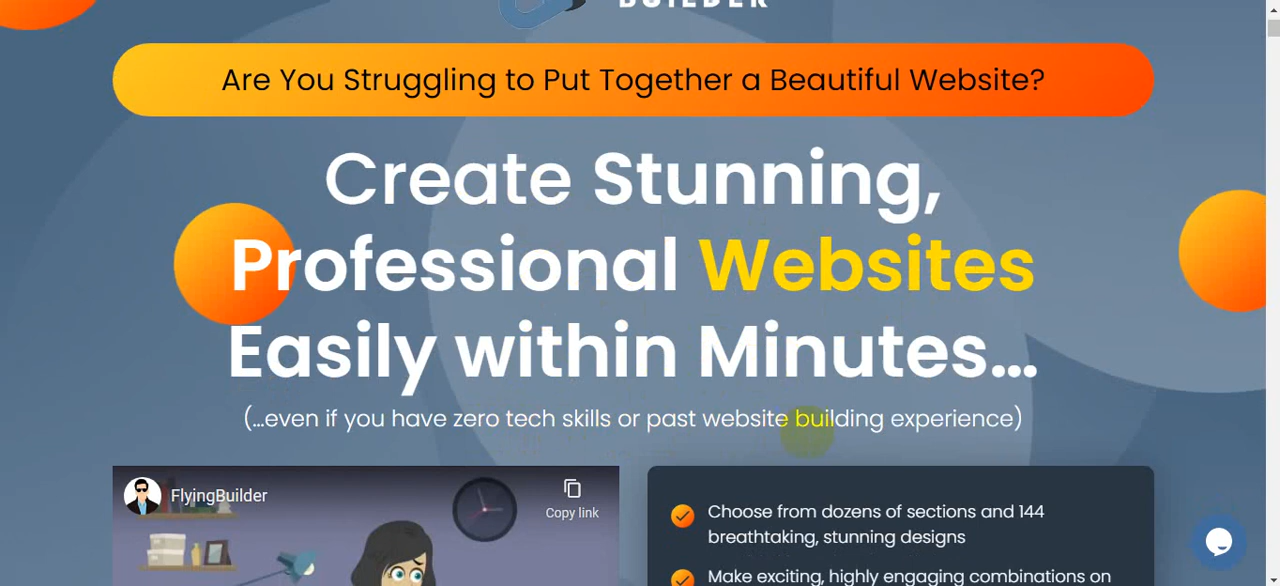 BUILDER
Are You Struggling to Put Together a Beautiful Website?
Create Stunning,
Professional Websites
Easily within Minutes...
(...even if you have zero tech skills or past website building experience)
FlyingBuilder
Copy link
Choose from dozens of sections and 144
breathtaking, stunning designs
Make exciting, highly engaging combinations on